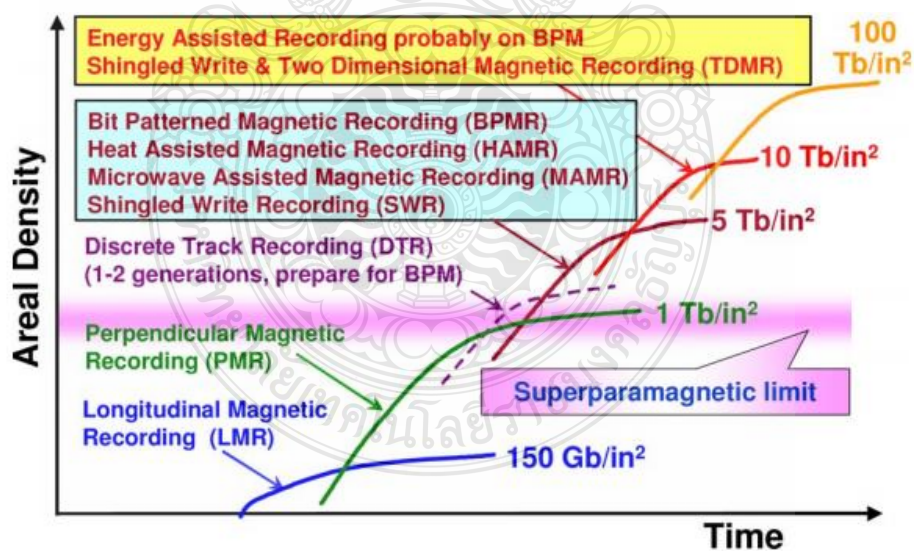 Energy Assisted Recording probably on BPM
Shingled Write & Two Dimensional Magnetic Recording (TDMR)
100
Tb/in²
Bit Patterned Magnetic Recording (BPMR)
Heat Assisted Magnetic Recording (HAMR)
Microwave Assisted Magnetic Recording (MAMR)
Shingled Write Recording (SWR)
10 Tb/in²
5 Tb/in²
Discrete Track Recording (DTR)
(1-2 generations, prepare for BPM)
1 Tb/in²
Perpendicular Magnetic
Recording (PMR)
Superparamagnetic limit
Longitudinal Magnetic
Recording (LMR)
150 Gb/in²
Areal Density
Time